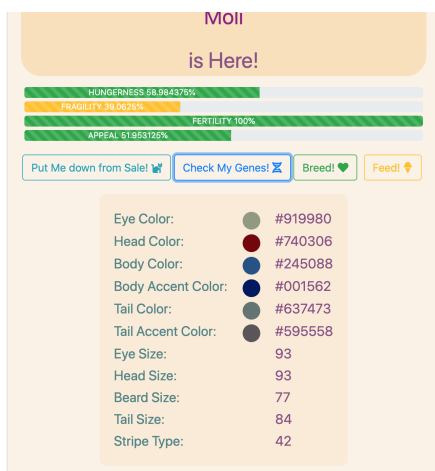 Moli
is Here!
HUNGERNESS 58.984375%
FRAGILITY 39.0625%
FERTILITY 100%
APPEAL 51.953125%
Put Me down from Sale! Check My Genes! Breed! Feed!
Eye Color: #919980
Head Color: #740306
Body Color: #245088
Body Accent Color: #001562
Tail Color: #637473
Tail Accent Color: #595558
Eye Size: 93
Head Size: 93
Beard Size: 77
Tail Size: 84
Stripe Type: 42